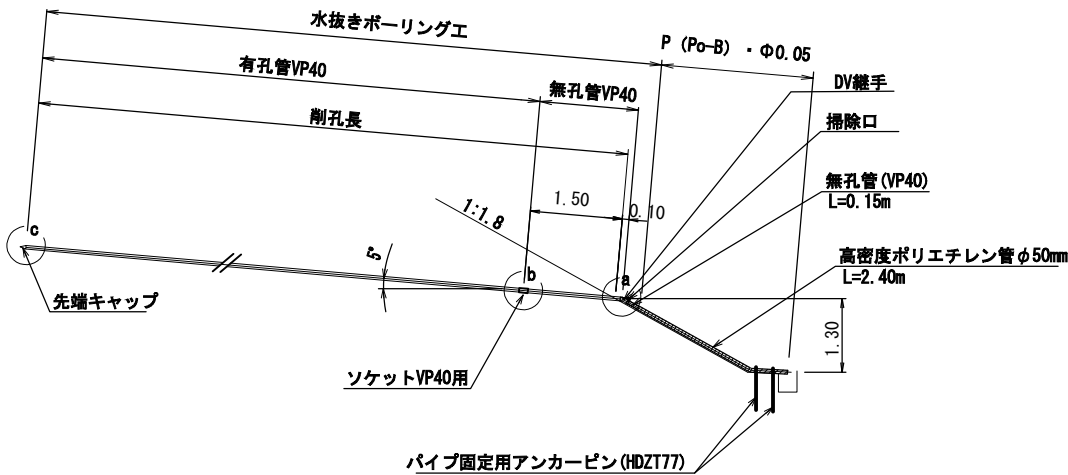 水抜きボーリング工
P (Po-B) ・ Φ0.05
有孔管VP40
無孔管VP40
DV継手
削孔長
掃除口
無孔管(VP40)
L=0.15m
1.50
0.10
1:1.8
c
5°
b
a
高密度ポリエチレン管φ50mm
L=2.40m
先端キャップ
1.30
ソケットVP40用
パイプ固定用アンカーピン(HDZT77)